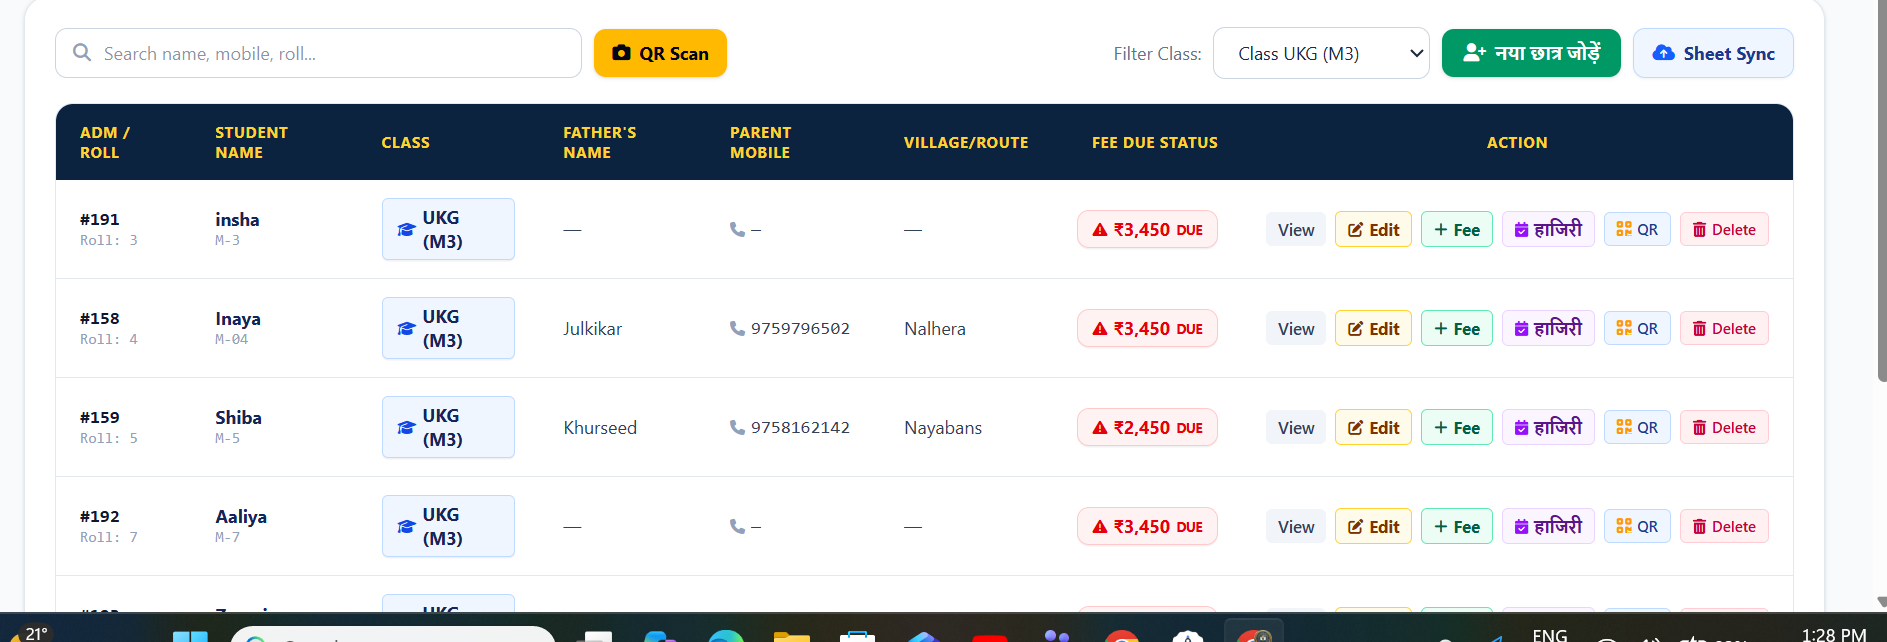 Search name, mobile, roll... QR Scan Filter Class: Class UKG (M3) नया छात्र जोड़ें Sheet Sync
ADM / ROLL STUDENT NAME CLASS FATHER'S NAME PARENT MOBILE VILLAGE/ROUTE FEE DUE STATUS ACTION
#191 insha UKG (M3) — – — ₹3,450 DUE View Edit + Fee हाजिरी QR Delete
Roll: 3 M-3
#158 Inaya UKG (M3) Julkikar 9759796502 Nalhera ₹3,450 DUE View Edit + Fee हाजिरी QR Delete
Roll: 4 M-04
#159 Shiba UKG (M3) Khurseed 9758162142 Nayabans ₹2,450 DUE View Edit + Fee हाजिरी QR Delete
Roll: 5 M-5
#192 Aaliya UKG (M3) — – — ₹3,450 DUE View Edit + Fee हाजिरी QR Delete
Roll: 7 M-7
UKG
21° ENG 1:28 PM